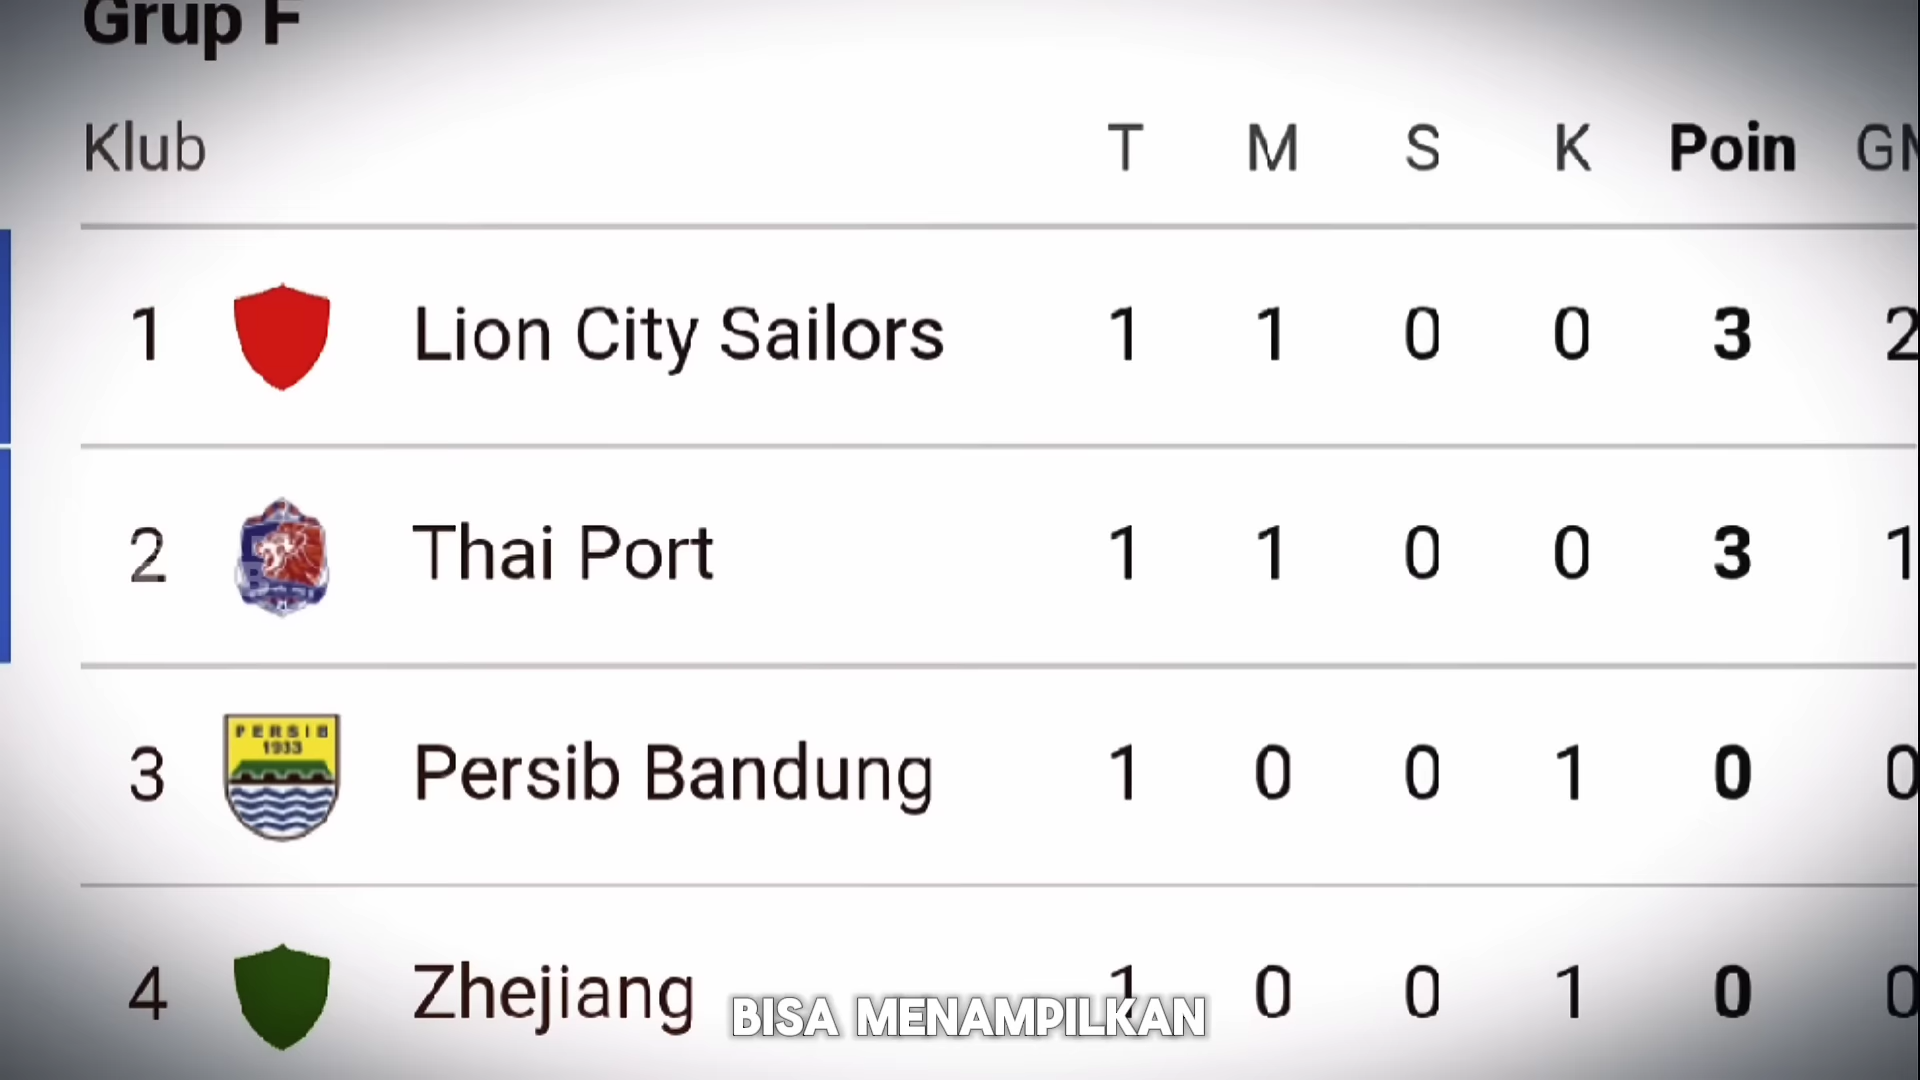 Grup F
Klub T M S K Poin GM
1 Lion City Sailors 1 1 0 0 3 2
2 Thai Port 1 1 0 0 3 1
PERSIB
1933
3 Persib Bandung 1 0 0 1 0 0
4 Zhejiang 1 0 0 1 0 0
BISA MENAMPILKAN